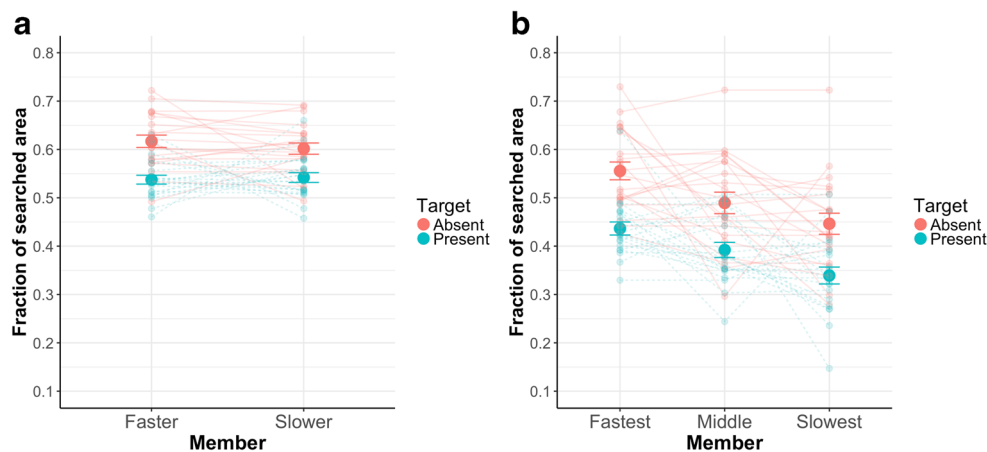 a
Fraction of searched area
0.8
0.7
0.6
0.5
0.4
0.3
0.2
0.1
Faster Slower
Member
Target
Absent
Present
b
Fraction of searched area
0.8
0.7
0.6
0.5
0.4
0.3
0.2
0.1
Fastest Middle Slowest
Member
Target
Absent
Present